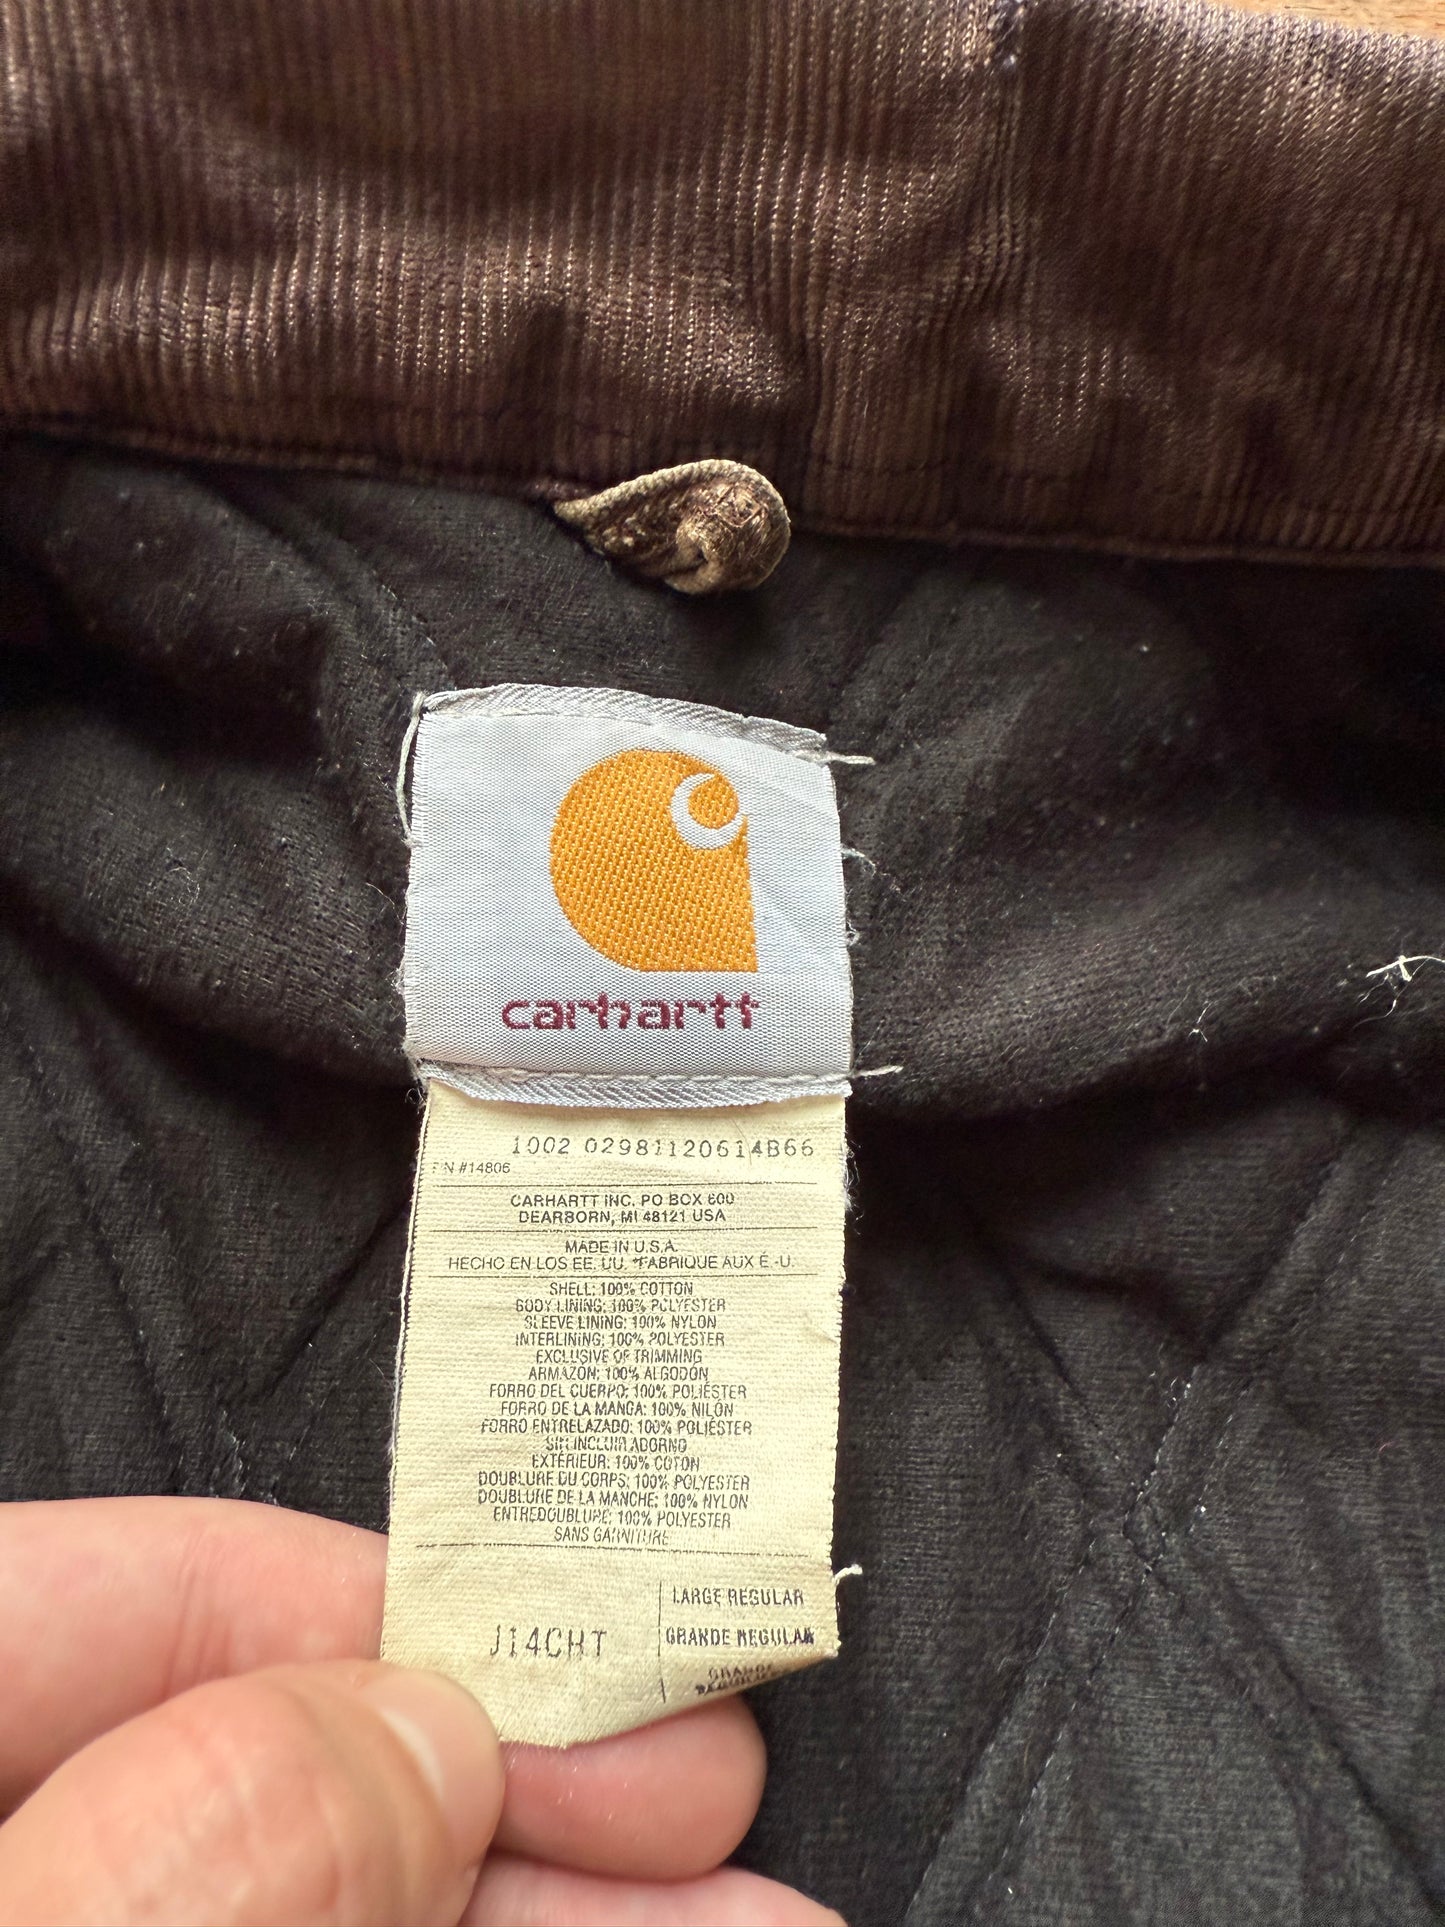 carhartt
1002 02981120614B66
RN #14806
CARHARTT INC. PO BOX 600
DEARBORN, MI 48121 USA
MADE IN U.S.A.
HECHO EN LOS EE. UU. *FABRIQUE AUX É.-U.
SHELL: 100% COTTON
BODY LINING: 100% POLYESTER
SLEEVE LINING: 100% NYLON
INTERLINING: 100% POLYESTER
EXCLUSIVE OF TRIMMING
ARMAZÓN: 100% ALGODÓN
FORRO DEL CUERPO: 100% POLIÉSTER
FORRO DE LA MANGA: 100% NILÓN
FORRO ENTRELAZADO: 100% POLIÉSTER
SIN INCLUIR ADORNO
EXTÉRIEUR: 100% COTON
DOUBLURE DU CORPS: 100% POLYESTER
DOUBLURE DE LA MANCHE: 100% NYLON
ENTREDOUBLURE: 100% POLYESTER
SANS GARNITURE
LARGE REGULAR
J14CHT GRANDE REGULAR
GRAND